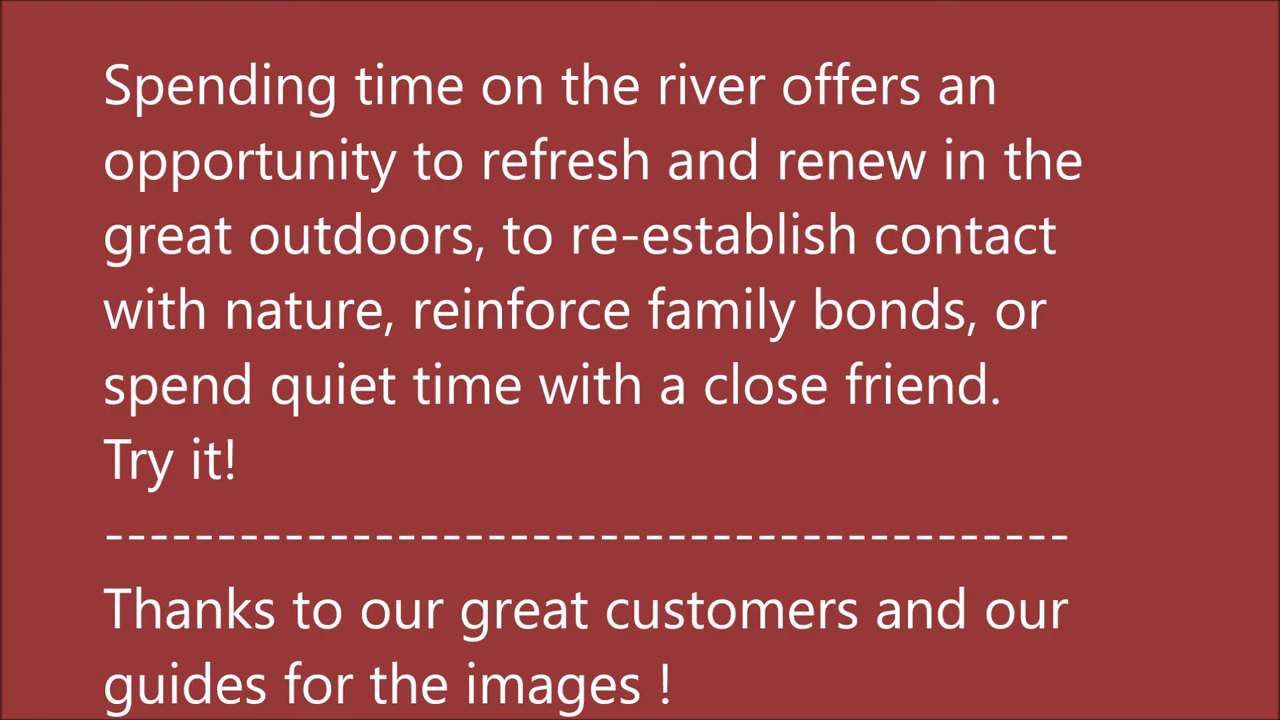 Spending time on the river offers an
opportunity to refresh and renew in the
great outdoors, to re-establish contact
with nature, reinforce family bonds, or
spend quiet time with a close friend.
Try it!
-------------------------------------------
Thanks to our great customers and our
guides for the images !